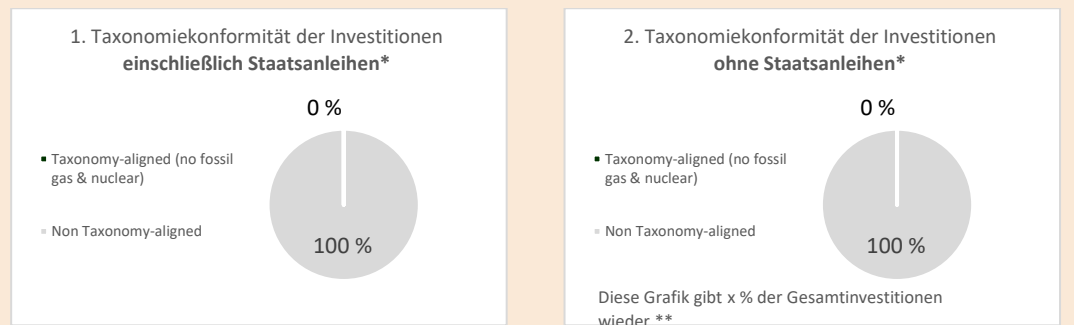 1. Taxonomiekonformität der Investitionen
einschließlich Staatsanleihen*
0 %
Taxonomy-aligned (no fossil
gas & nuclear)
Non Taxonomy-aligned
100 %
2. Taxonomiekonformität der Investitionen
ohne Staatsanleihen*
0 %
Taxonomy-aligned (no fossil
gas & nuclear)
Non Taxonomy-aligned
100 %
Diese Grafik gibt x % der Gesamtinvestitionen
wieder **